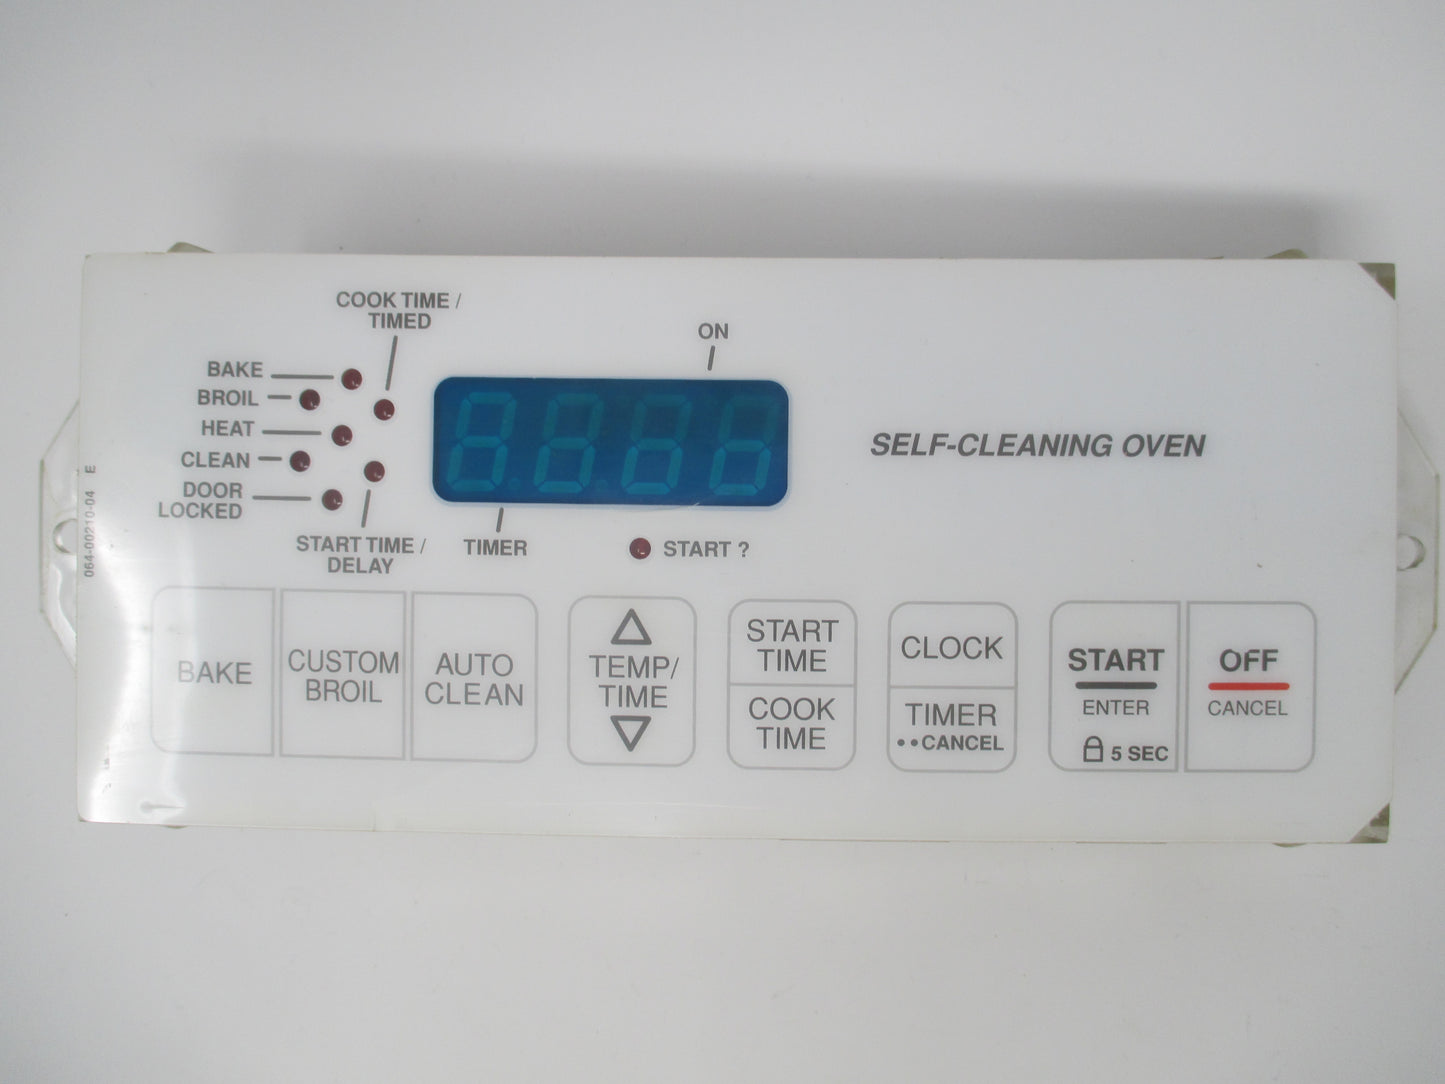 COOK TIME /
TIMED
ON
BAKE
BROIL
HEAT
CLEAN
DOOR
LOCKED
START TIME /
DELAY
TIMER
START ?
SELF-CLEANING OVEN
064-00210-04 E
BAKE
CUSTOM
BROIL
AUTO
CLEAN
TEMP/
TIME
START
TIME
COOK
TIME
CLOCK
TIMER
••CANCEL
START
ENTER
5 SEC
OFF
CANCEL